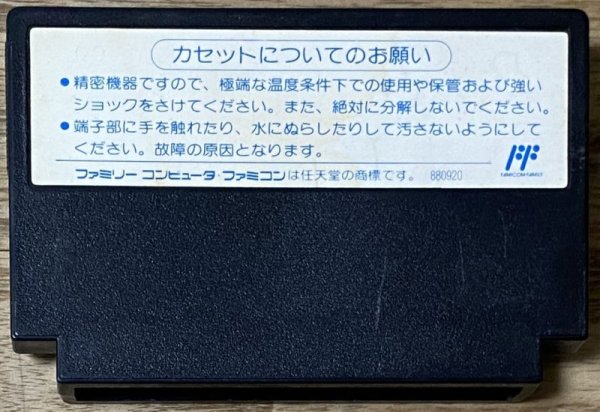 カセットについてのお願い
●精密機器ですので、極端な温度条件下での使用や保管および強い
ショックをさけてください。また、絶対に分解しないでください。
●端子部に手を触れたり、水にぬらしたりして汚さないようにして
ください。故障の原因となります。
FF
FAMICOM FAMILY
ファミリー コンピュータ・ファミコンは任天堂の商標です。 880920